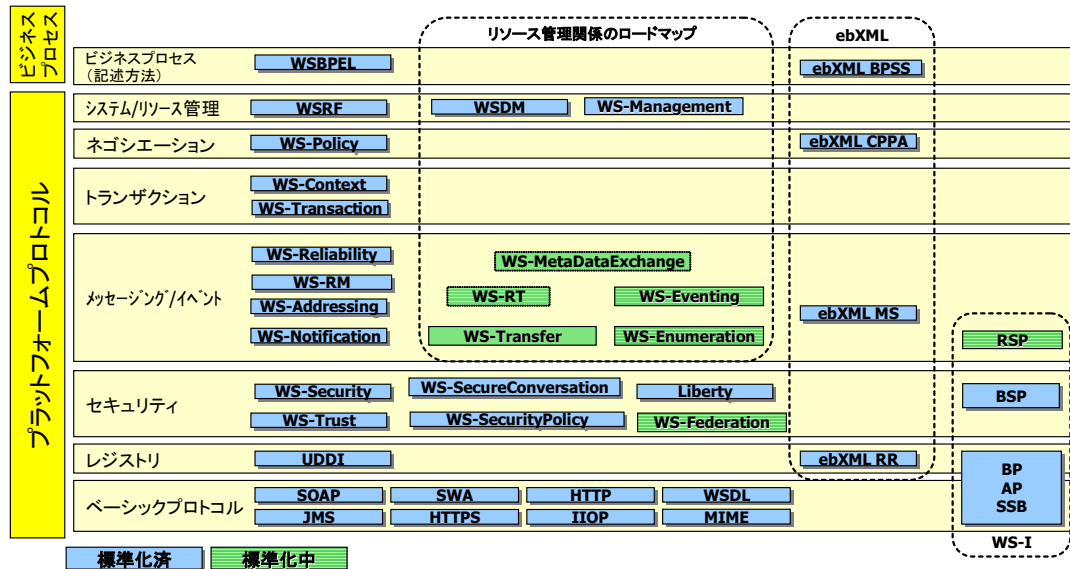 ビジネス
プロセス
リソース管理関係のロードマップ
ebXML
ビジネスプロセス
(記述方法)
WSBPEL
ebXML BPSS
プラットフォームプロトコル
システム/リソース管理
WSRF
WSDM
WS-Management
ネゴシエーション
WS-Policy
ebXML CPPA
トランザクション
WS-Context
WS-Transaction
メッセージング/イベント
WS-Reliability
WS-RM
WS-Addressing
WS-Notification
WS-MetaDataExchange
WS-RT
WS-Eventing
WS-Transfer
WS-Enumeration
ebXML MS
RSP
セキュリティ
WS-Security
WS-SecureConversation
Liberty
WS-Trust
WS-SecurityPolicy
WS-Federation
BSP
レジストリ
UDDI
ebXML RR
BP
AP
SSB
ベーシックプロトコル
SOAP
SWA
HTTP
WSDL
JMS
HTTPS
IIOP
MIME
WS-I
標準化済
標準化中